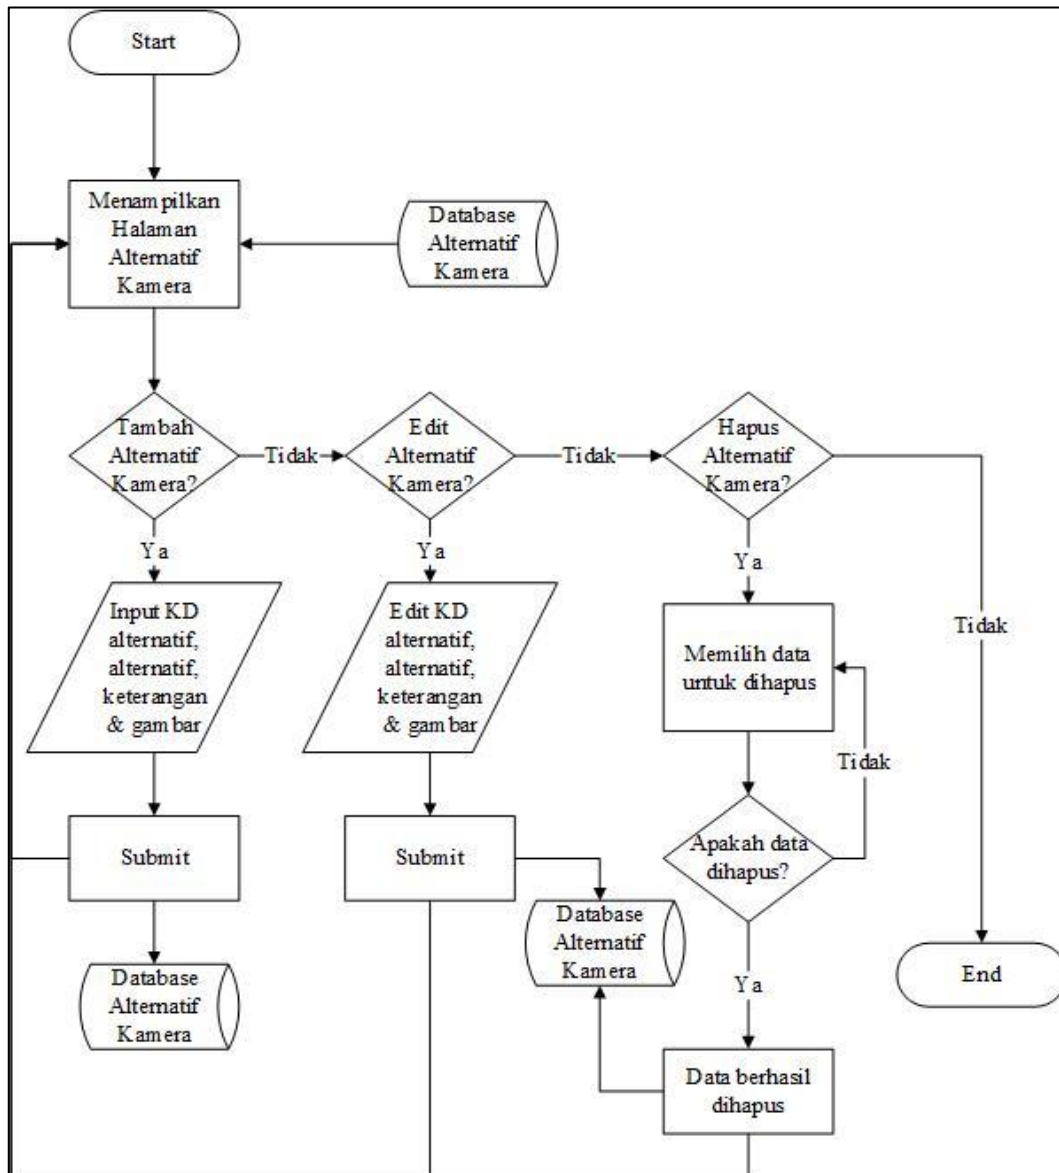 Start
Menampilkan
Halaman
Alternatif
Kamera
Database
Alternatif
Kamera
Tambah
Alternatif
Kamera?
Tidak
Edit
Alternatif
Kamera?
Tidak
Hapus
Alternatif
Kamera?
Ya
Ya
Ya
Tidak
Input KD
alternatif,
alternatif,
keterangan
& gambar
Edit KD
alternatif,
alternatif,
keterangan
& gambar
Memilih data
untuk dihapus
Tidak
Submit
Submit
Apakah data
dihapus?
Database
Alternatif
Kamera
Database
Alternatif
Kamera
Ya
End
Data berhasil
dihapus